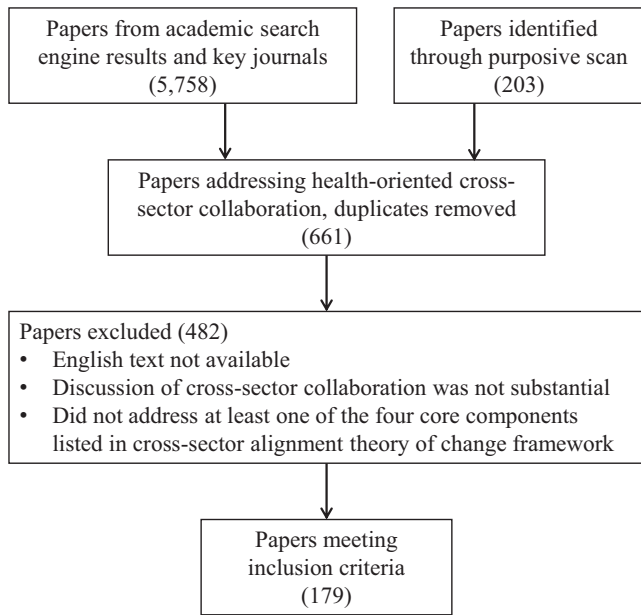 Papers from academic search
engine results and key journals
(5,758)
Papers identified
through purposive scan
(203)
Papers addressing health-oriented cross-
sector collaboration, duplicates removed
(661)
Papers excluded (482)
• English text not available
• Discussion of cross-sector collaboration was not substantial
• Did not address at least one of the four core components
listed in cross-sector alignment theory of change framework
Papers meeting
inclusion criteria
(179)